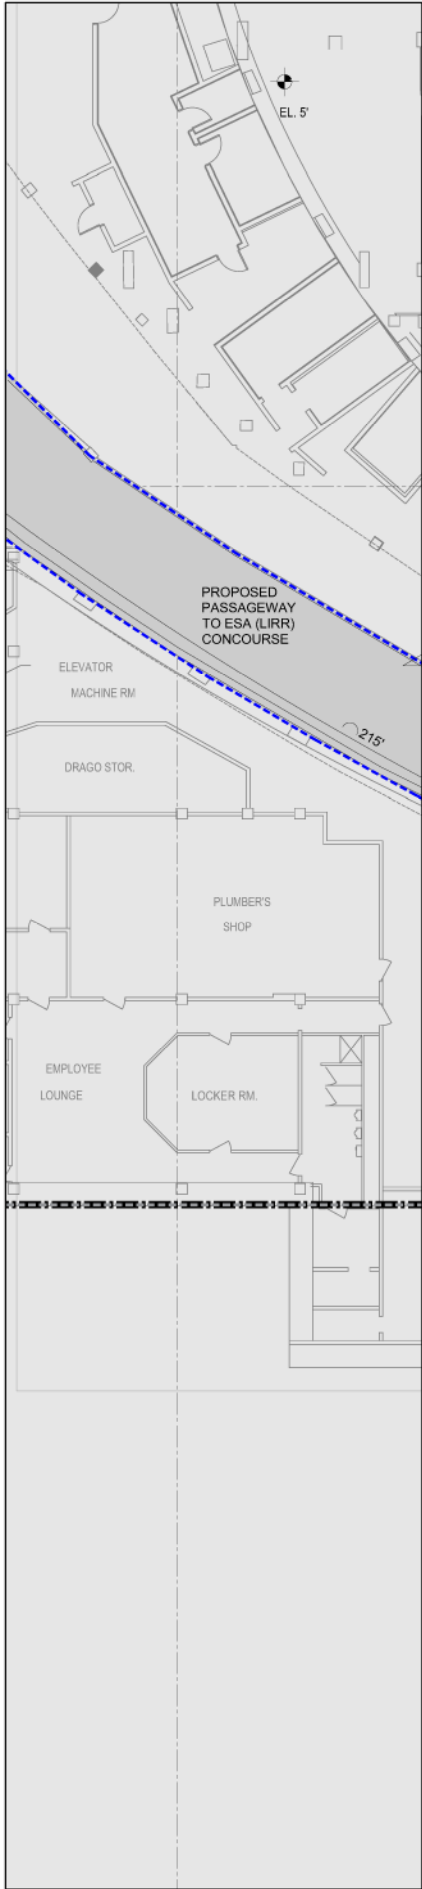 EL. 5'
PROPOSED
PASSAGEWAY
TO ESA (LIRR)
CONCOURSE
215'
ELEVATOR
MACHINE RM
DRAGO STOR.
PLUMBER'S
SHOP
EMPLOYEE
LOUNGE
LOCKER RM.